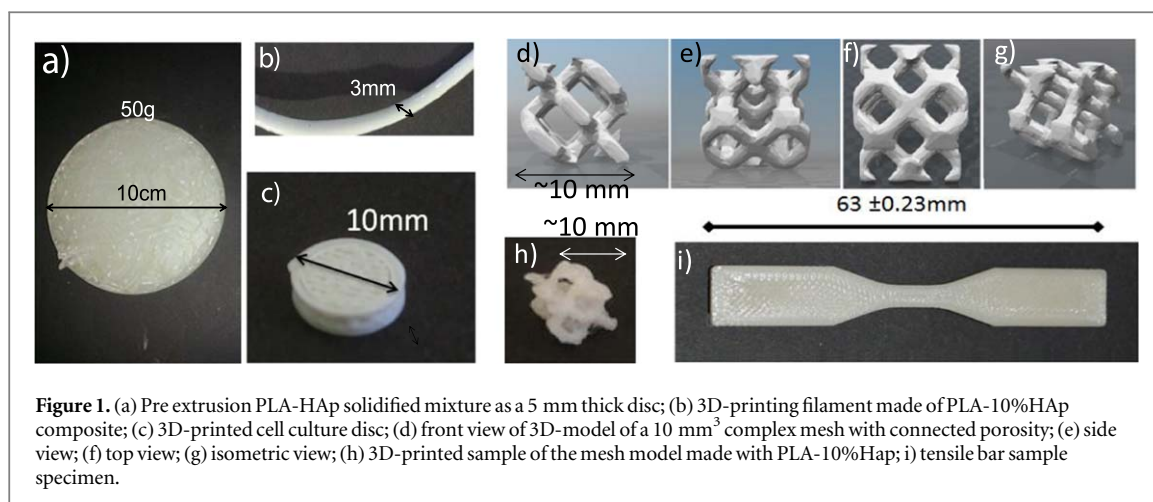 a)
50g
10cm
b)
3mm
c)
10mm
d)
e)
f)
g)
~10 mm
~10 mm
h)
63 ±0.23mm
i)
Figure 1. (a) Pre extrusion PLA-HAp solidified mixture as a 5 mm thick disc; (b) 3D-printing filament made of PLA-10%HAp
composite; (c) 3D-printed cell culture disc; (d) front view of 3D-model of a 10 mm³ complex mesh with connected porosity; (e) side
view; (f) top view; (g) isometric view; (h) 3D-printed sample of the mesh model made with PLA-10%Hap; i) tensile bar sample
specimen.